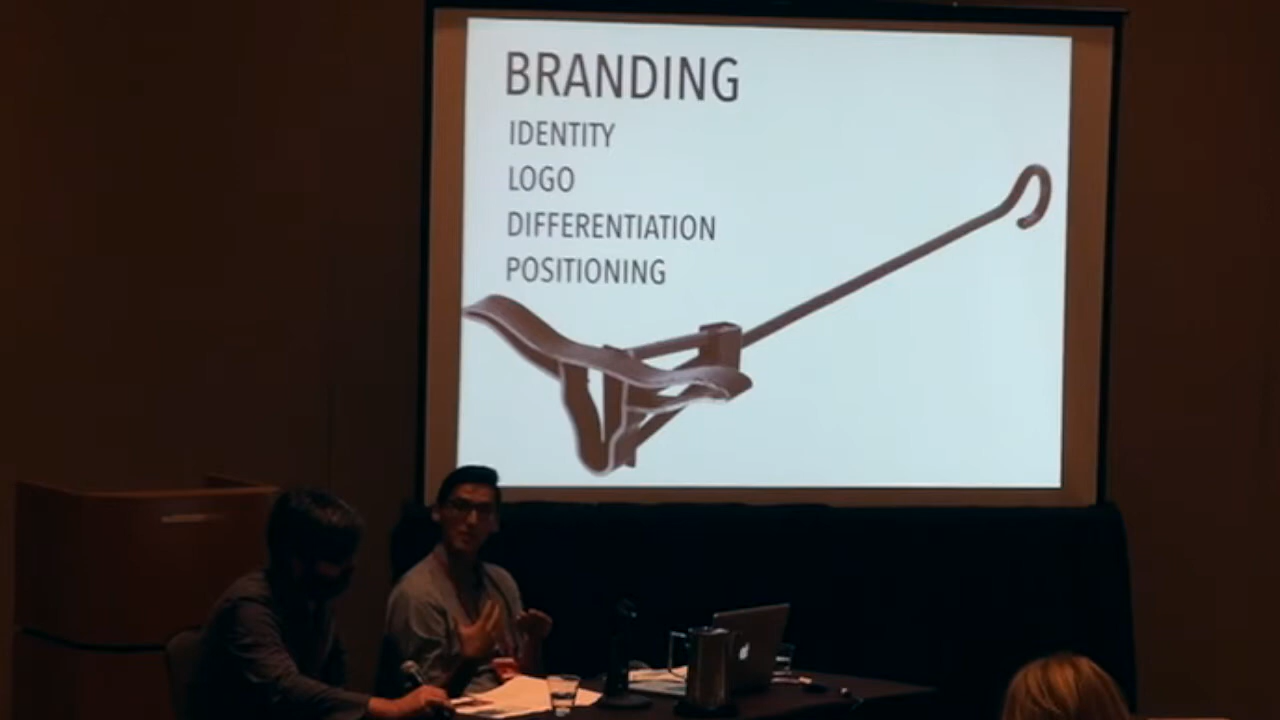 BRANDING
IDENTITY
LOGO
DIFFERENTIATION
POSITIONING